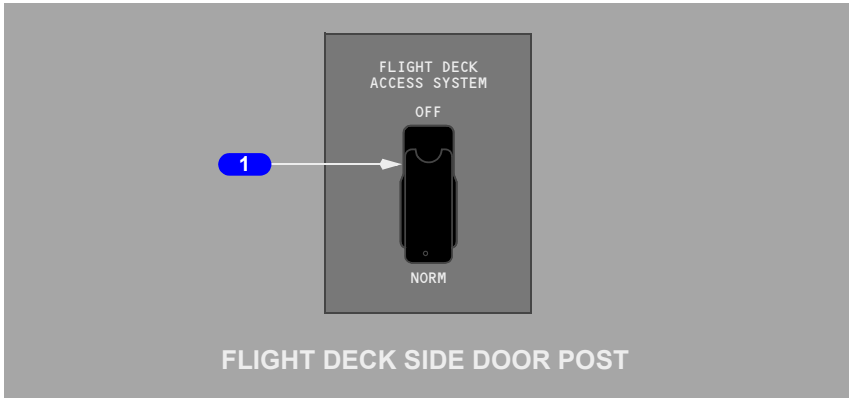 FLIGHT DECK
ACCESS SYSTEM
OFF
1
NORM
FLIGHT DECK SIDE DOOR POST